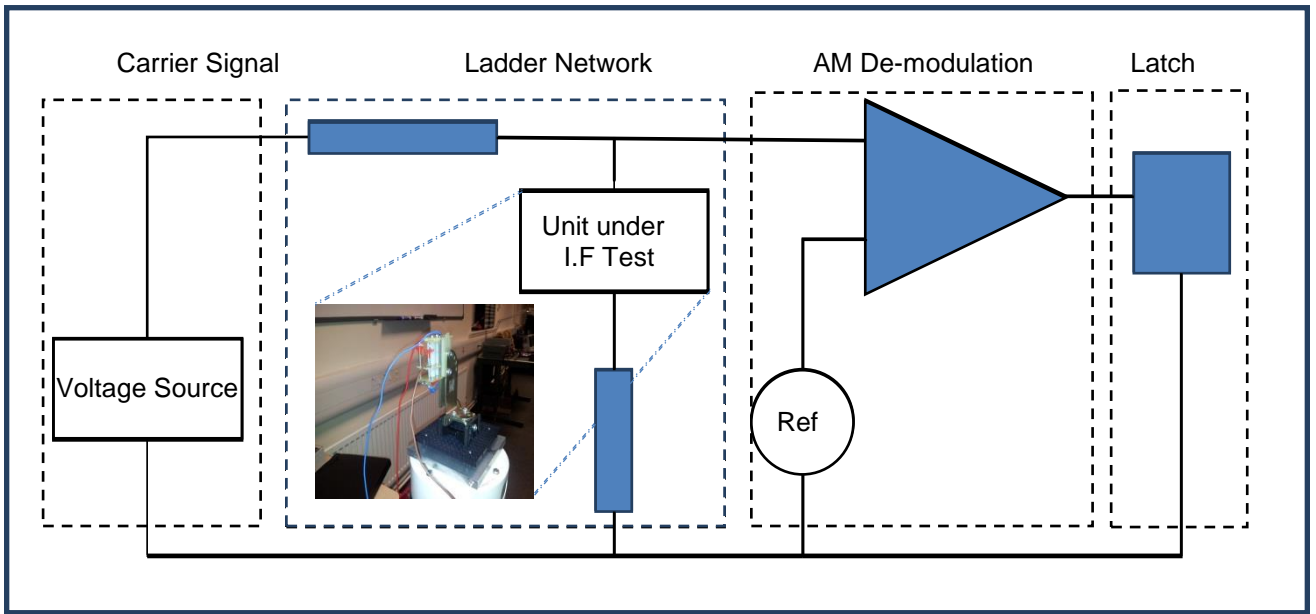 Carrier Signal
Ladder Network
AM De-modulation
Latch
Unit under
I.F Test
Voltage Source
Ref